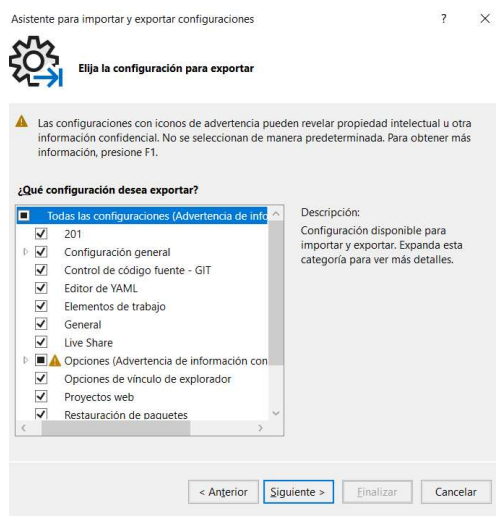 Asistente para importar y exportar configuraciones
?
Elija la configuración para exportar
Las configuraciones con iconos de advertencia pueden revelar propiedad intelectual u otra
información confidencial. No se seleccionan de manera predeterminada. Para obtener más
información, presione F1.
¿Qué configuración desea exportar?
Todas las configuraciones (Advertencia de info
201
Configuración general
Control de código fuente - GIT
Editor de YAML
Elementos de trabajo
General
Live Share
Opciones (Advertencia de información con
Opciones de vínculo de explorador
Proyectos web
Restauración de paquetes
Descripción:
Configuración disponible para
importar y exportar. Expanda esta
categoría para ver más detalles.
< Anterior
Siguiente >
Finalizar
Cancelar